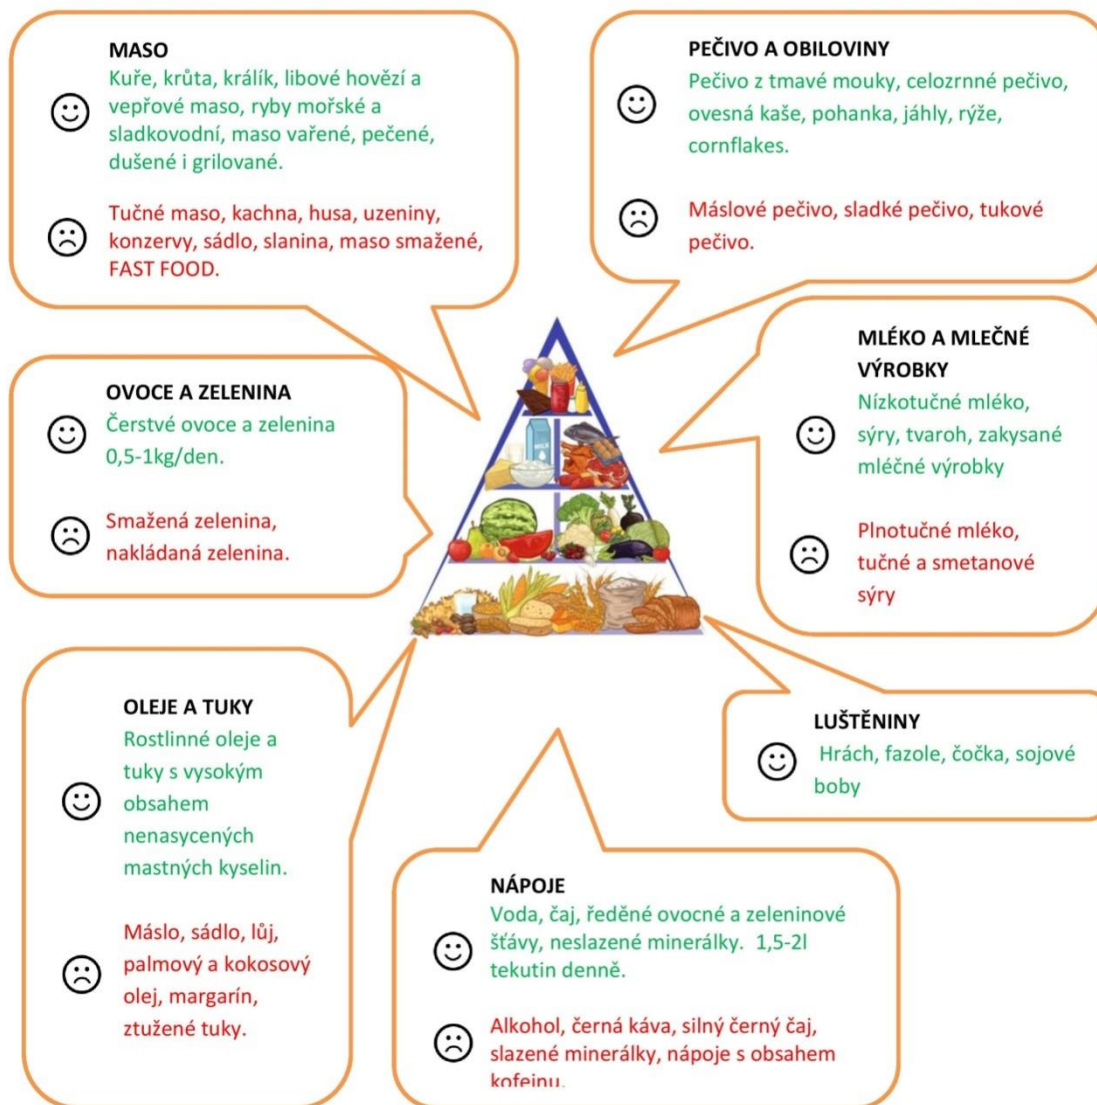 MASO
Kuře, krůta, králík, libové hovězí a
vepřové maso, ryby mořské a
sladkovodní, maso vařené, pečené,
dušené i grilované.
Tučné maso, kachna, husa, uzeniny,
konzervy, sádlo, slanina, maso smažené,
FAST FOOD.
PEČIVO A OBILOVINY
Pečivo z tmavé mouky, celozrnné pečivo,
ovesná kaše, pohanka, jáhly, rýže,
cornflakes.
Máslové pečivo, sladké pečivo, tukové
pečivo.
OVOCE A ZELENINA
Čerstvé ovoce a zelenina
0,5-1kg/den.
Smažená zelenina,
nakládaná zelenina.
MLÉKO A MLEČNÉ
VÝROBKY
Nízkotučné mléko,
sýry, tvaroh, zakysané
mléčné výrobky
Plnotučné mléko,
tučné a smetanové
sýry
MILK
OLEJE A TUKY
Rostlinné oleje a
tuky s vysokým
obsahem
nenasycených
mastných kyselin.
Máslo, sádlo, lůj,
palmový a kokosový
olej, margarín,
ztužené tuky.
LUŠTĚNINY
Hrách, fazole, čočka, sojové
boby
NÁPOJE
Voda, čaj, ředěné ovocné a zeleninové
šťávy, neslazené minerálky. 1,5-2l
tekutin denně.
Alkohol, černá káva, silný černý čaj,
slazené minerálky, nápoje s obsahem
kofeinu.